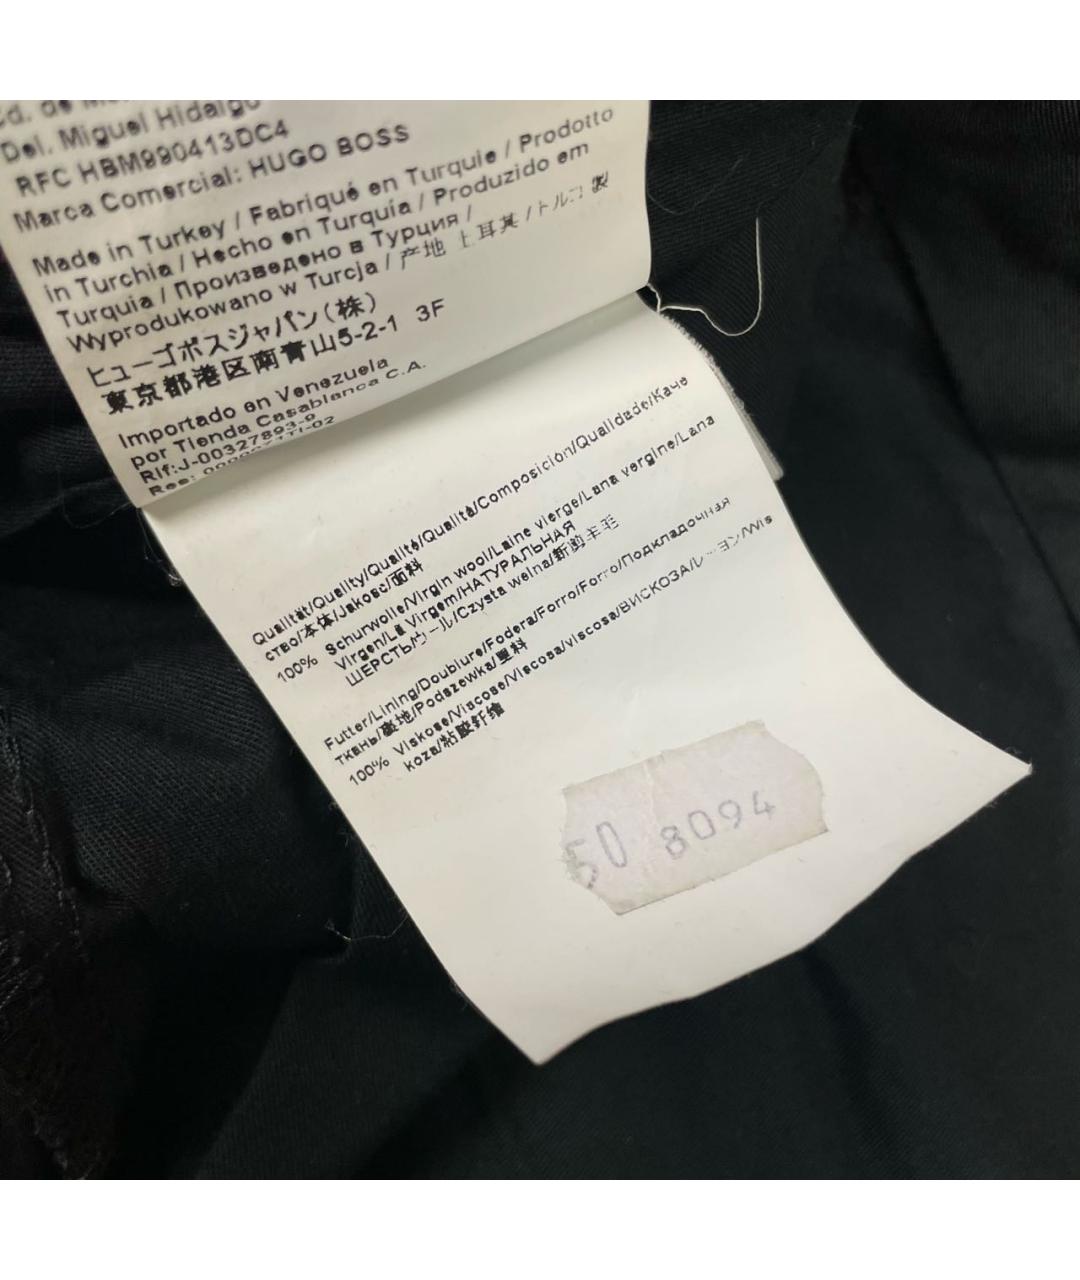 Del. Miguel Hidalgo
RFC HBM990413DC4
Marca Comercial: HUGO BOSS
Made in Turkey / Fabriqué en Turquie / Prodotto
in Turchia / Hecho en Turquía / Produzido em
Turquia / Произведено в Турции /
Wyprodukowano w Turcja / 产地 土耳其 / トルコ製
ヒューゴボスジャパン(株)
東京都港区南青山5-2-1 3F
Importado en Venezuela
por Tienda Casablanca C.A.
Rif:J-00327893-9
Qualität/Quality/Qualité/Qualità/Composición/Qualidade/Каче
ство/本体/Jakosc/面料
100% Schurwolle/Virgin wool/Laine vierge/Lana vergine/Lana
Virgen/Lã Virgem/НАТУРАЛЬНАЯ
ШЕРСТЬ/ウール/Czysta welna/新剪羊毛
Futter/Lining/Doublure/Fodera/Forro/Forro/Подкладочная
ткань/裏地/Podszewka/里料
100% Viskose/Viscose/Viscosa/viscosa/ВИСКОЗА/レーヨン/Wis
koza/粘胶纤维
50 8094